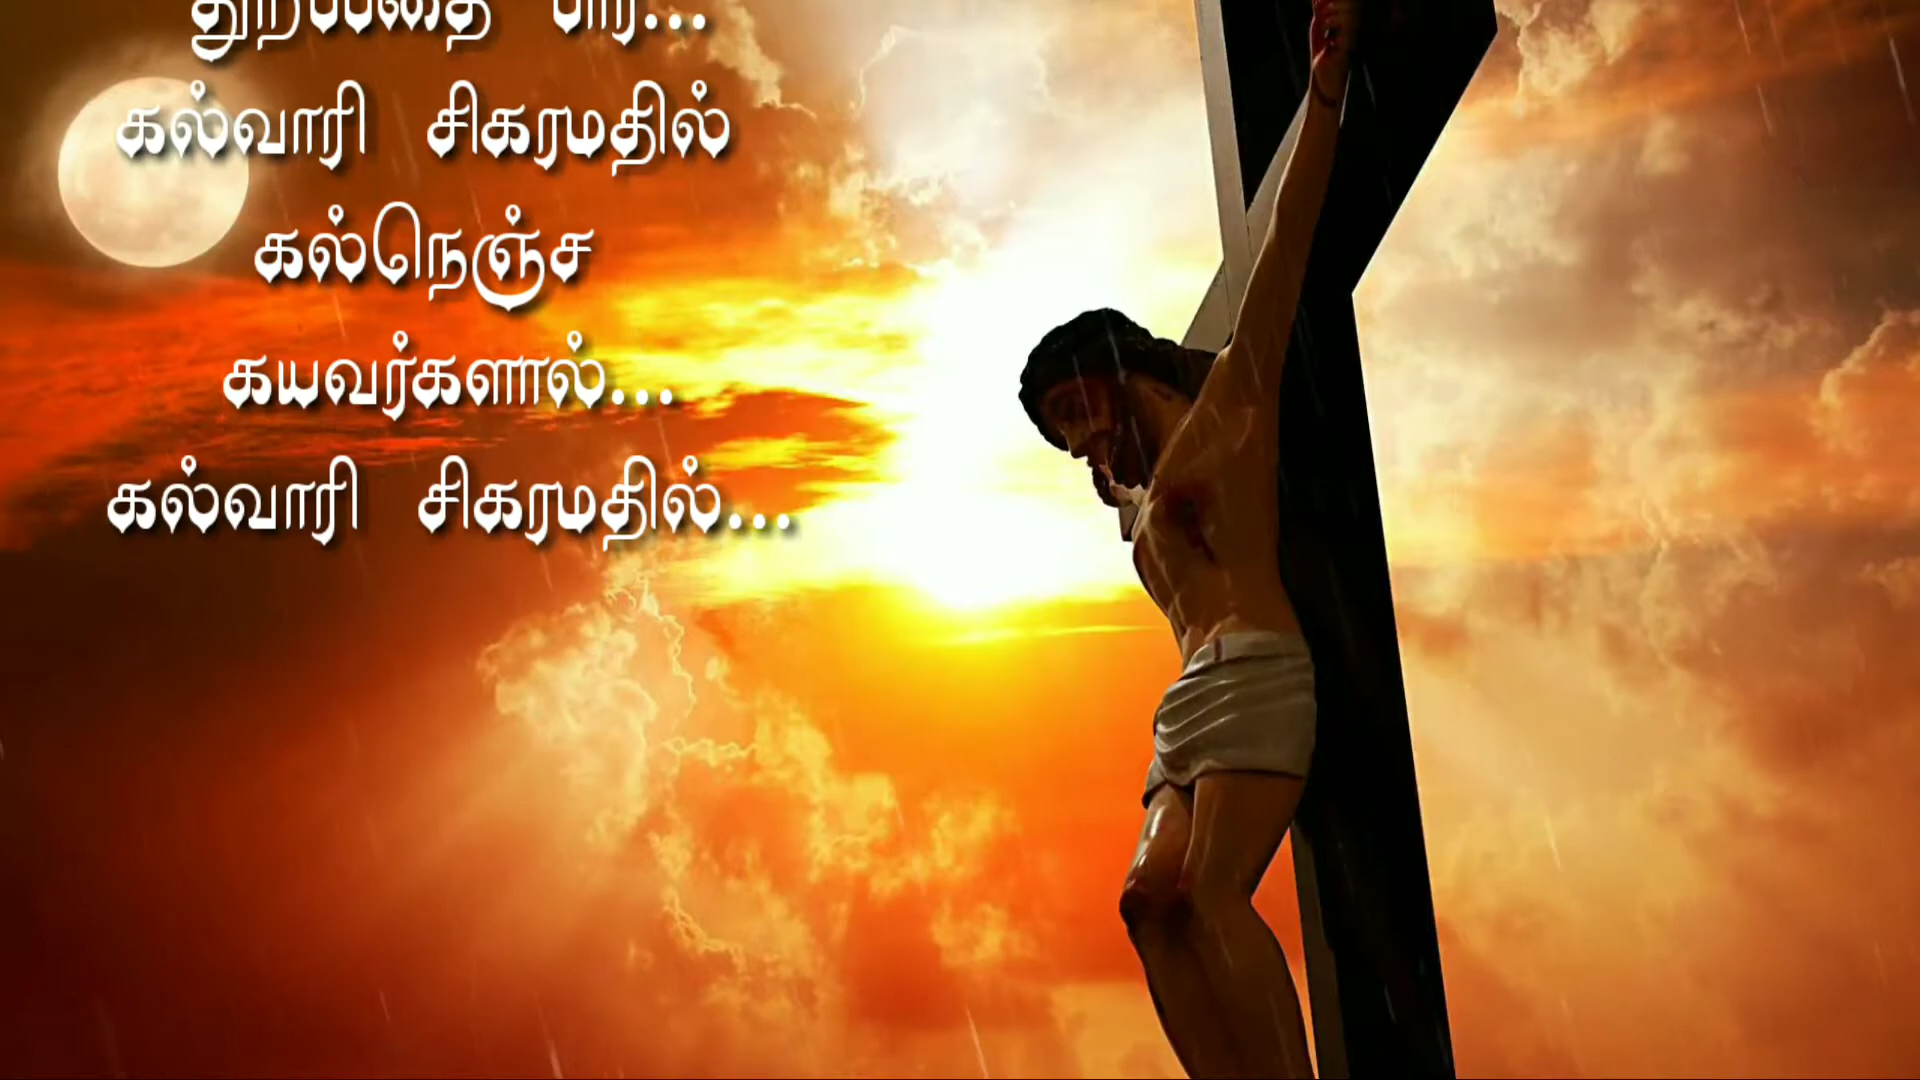 கல்வாரி சிகரமதில்
கல்நெஞ்ச
கயவர்களால்...
கல்வாரி சிகரமதில்...